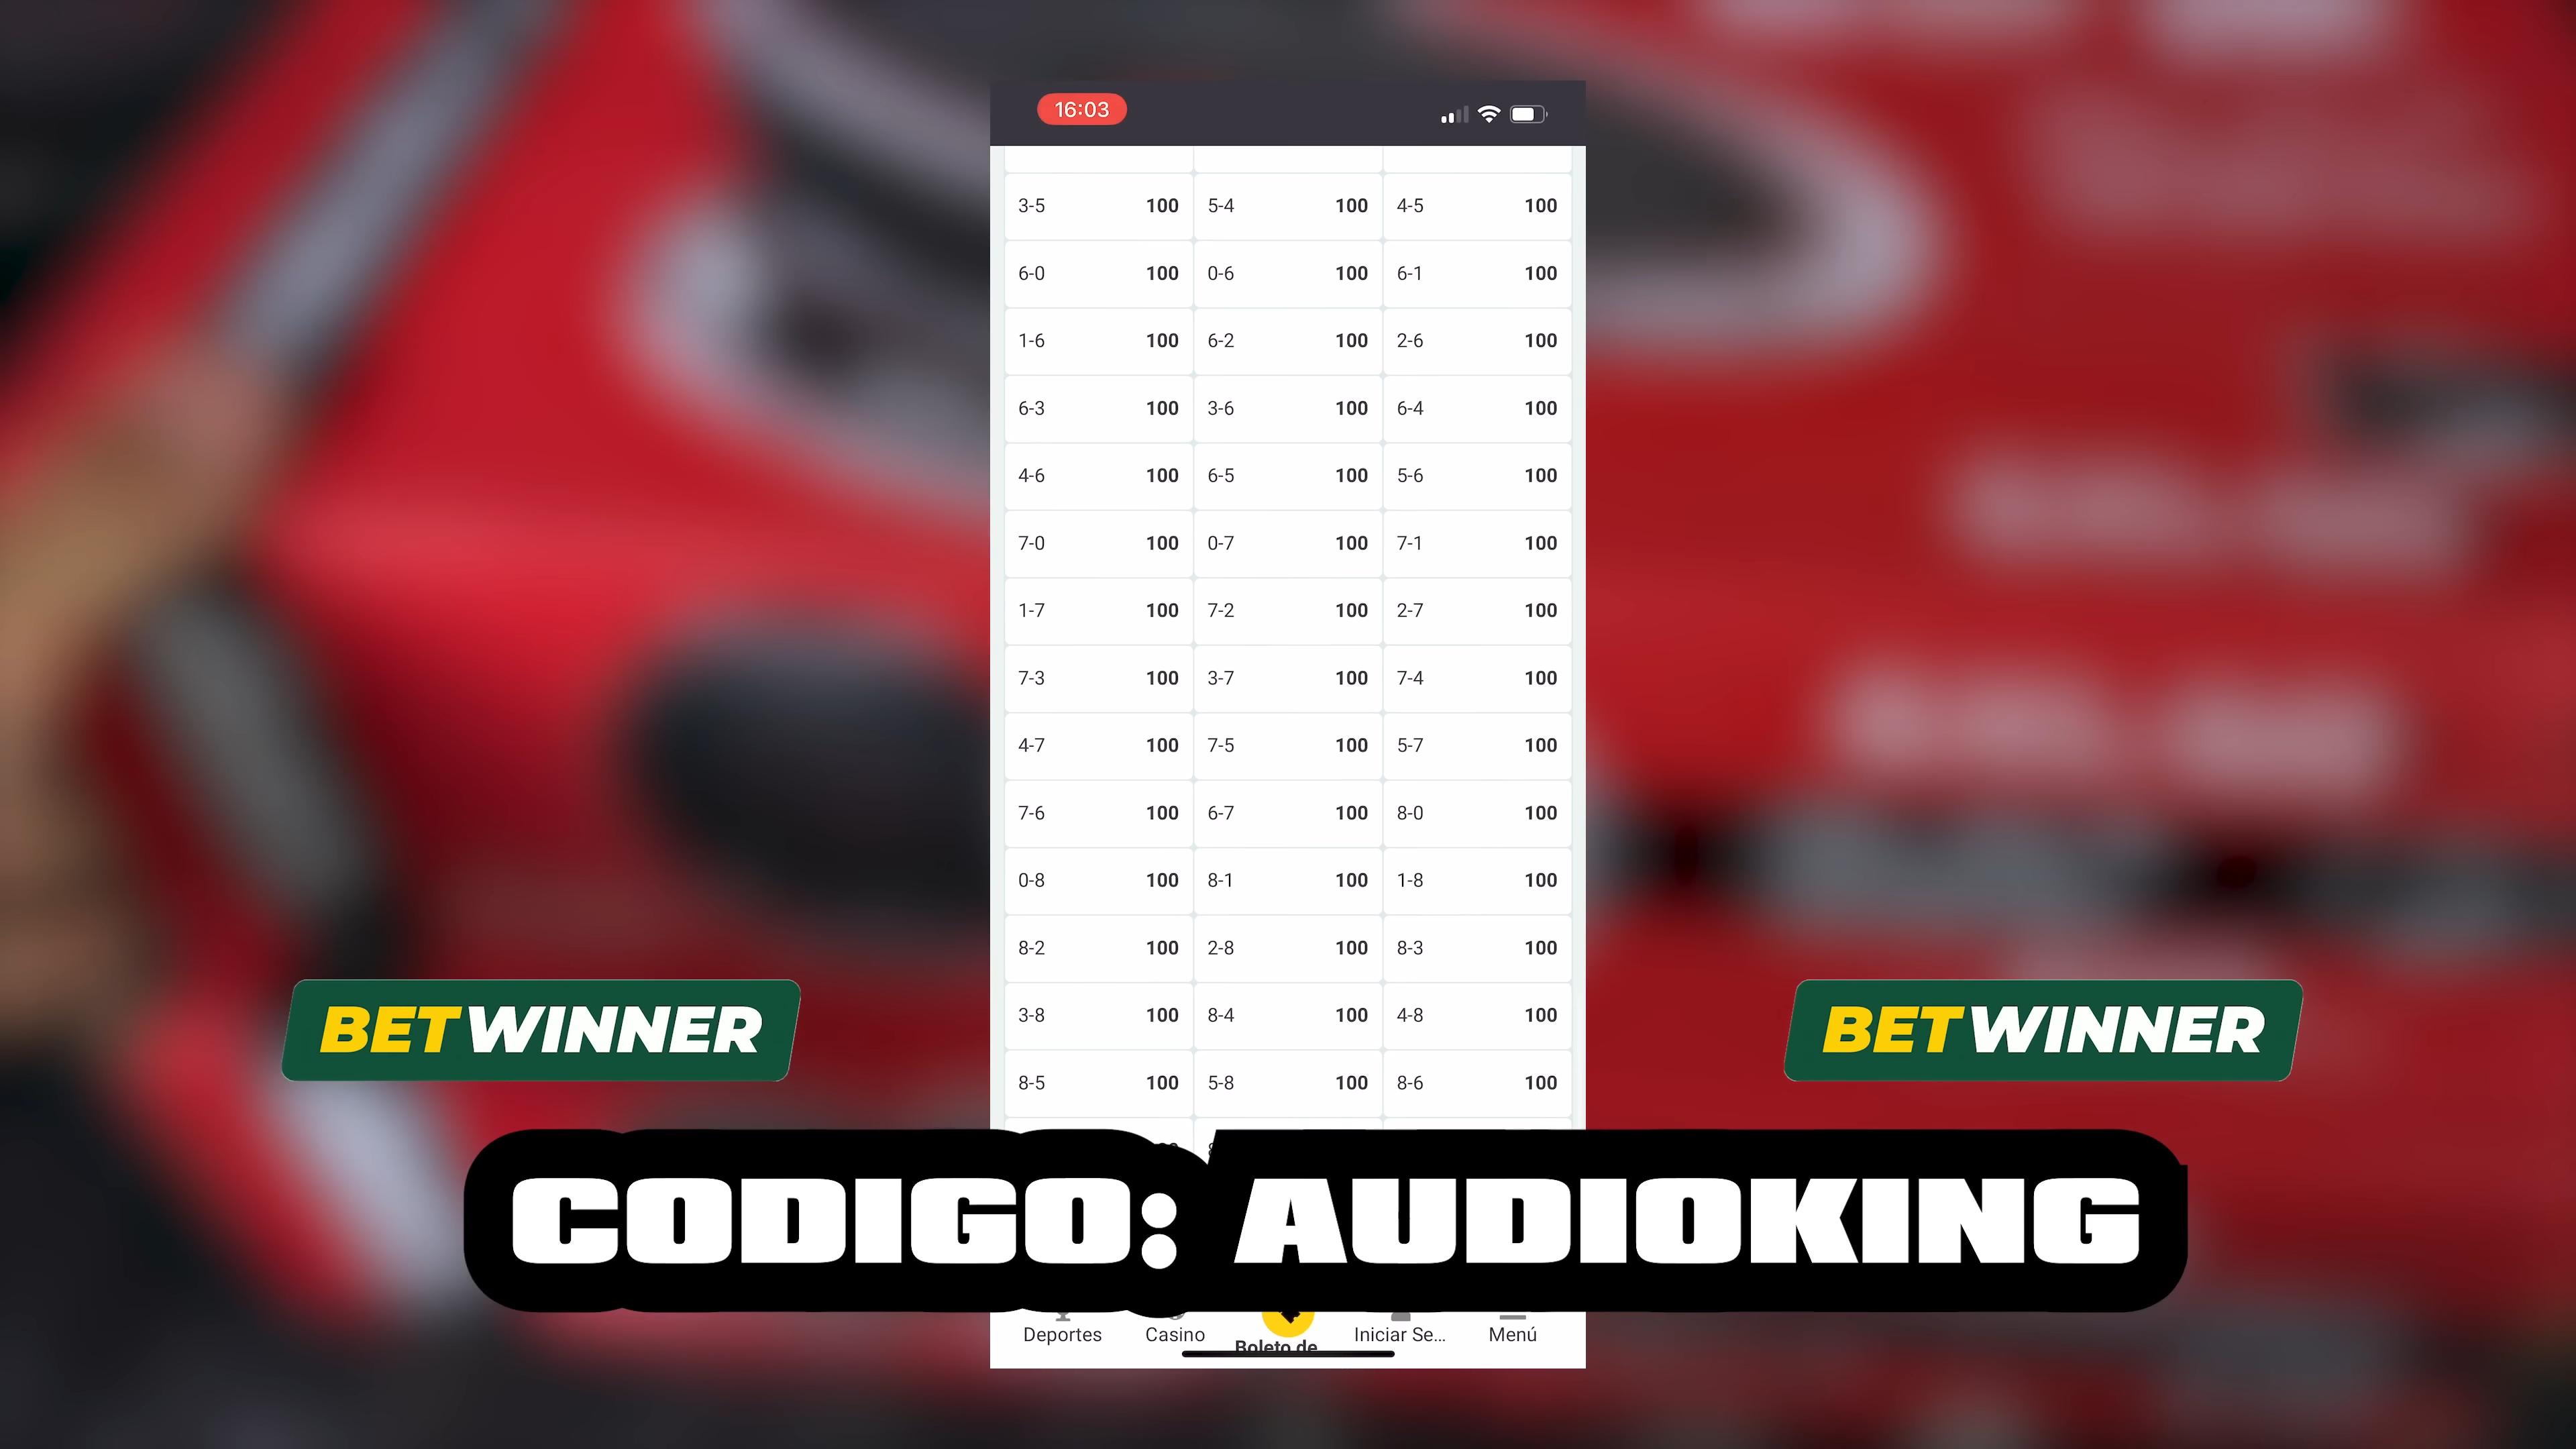 16:03
3-5 100 5-4 100 4-5 100
6-0 100 0-6 100 6-1 100
1-6 100 6-2 100 2-6 100
6-3 100 3-6 100 6-4 100
4-6 100 6-5 100 5-6 100
7-0 100 0-7 100 7-1 100
1-7 100 7-2 100 2-7 100
7-3 100 3-7 100 7-4 100
4-7 100 7-5 100 5-7 100
7-6 100 6-7 100 8-0 100
0-8 100 8-1 100 1-8 100
8-2 100 2-8 100 8-3 100
3-8 100 8-4 100 4-8 100
8-5 100 5-8 100 8-6 100
BETWINNER
BETWINNER
CODIGO: AUDIOKING
Deportes Casino Boleto de Iniciar Se... Menú